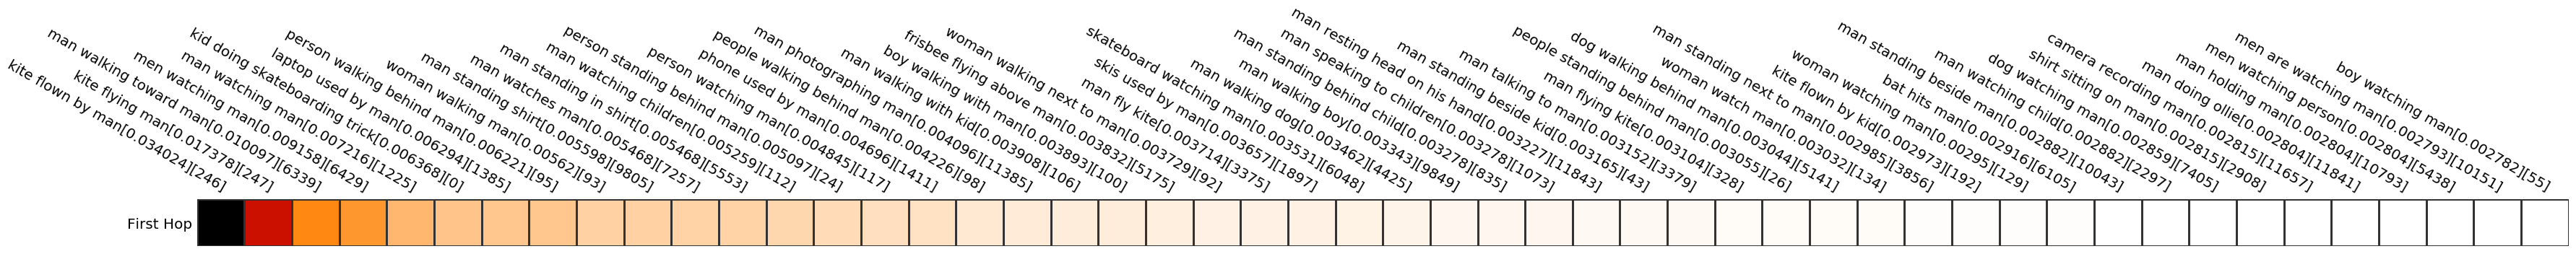 kite flown by man[0.034024][246]
kite flying man[0.017378][247]
man walking toward man[0.010097][6339]
men watching man[0.009158][6429]
man watching man[0.007216][1225]
kid doing skateboarding trick[0.006368][0]
laptop used by man[0.006294][1385]
person walking behind man[0.006221][95]
woman walking man[0.00562][93]
man standing shirt[0.005598][9805]
man watches man[0.005468][7257]
man standing in shirt[0.005468][5553]
man watching children[0.005259][112]
person standing behind man[0.005097][24]
person watching man[0.004845][117]
phone used by man[0.004696][1411]
people walking behind man[0.004226][98]
man photographing man[0.004096][11385]
man walking with kid[0.003908][106]
boy walking with man[0.003893][100]
frisbee flying above man[0.003832][5175]
woman walking next to man[0.003729][92]
man fly kite[0.003714][3375]
skis used by man[0.003657][1897]
skateboard watching man[0.003531][6048]
man walking dog[0.003462][4425]
man walking boy[0.003343][9849]
man standing behind child[0.003278][835]
man speaking to children[0.003278][1073]
man resting head on his hand[0.003227][11843]
man standing beside kid[0.003165][43]
man talking to man[0.003152][3379]
man flying kite[0.003104][328]
people standing behind man[0.003055][26]
dog walking behind man[0.003044][5141]
woman watch man[0.003032][134]
man standing next to man[0.002985][3856]
kite flown by kid[0.002973][192]
woman watching man[0.00295][129]
bat hits man[0.002916][6105]
man standing beside man[0.002882][10043]
man watching child[0.002882][2297]
dog watching man[0.002859][7405]
shirt sitting on man[0.002815][2908]
camera recording man[0.002815][11657]
man doing ollie[0.002804][11841]
man holding man[0.002804][10793]
men watching person[0.002804][5438]
men are watching man[0.002793][10151]
boy watching man[0.002782][55]
First Hop